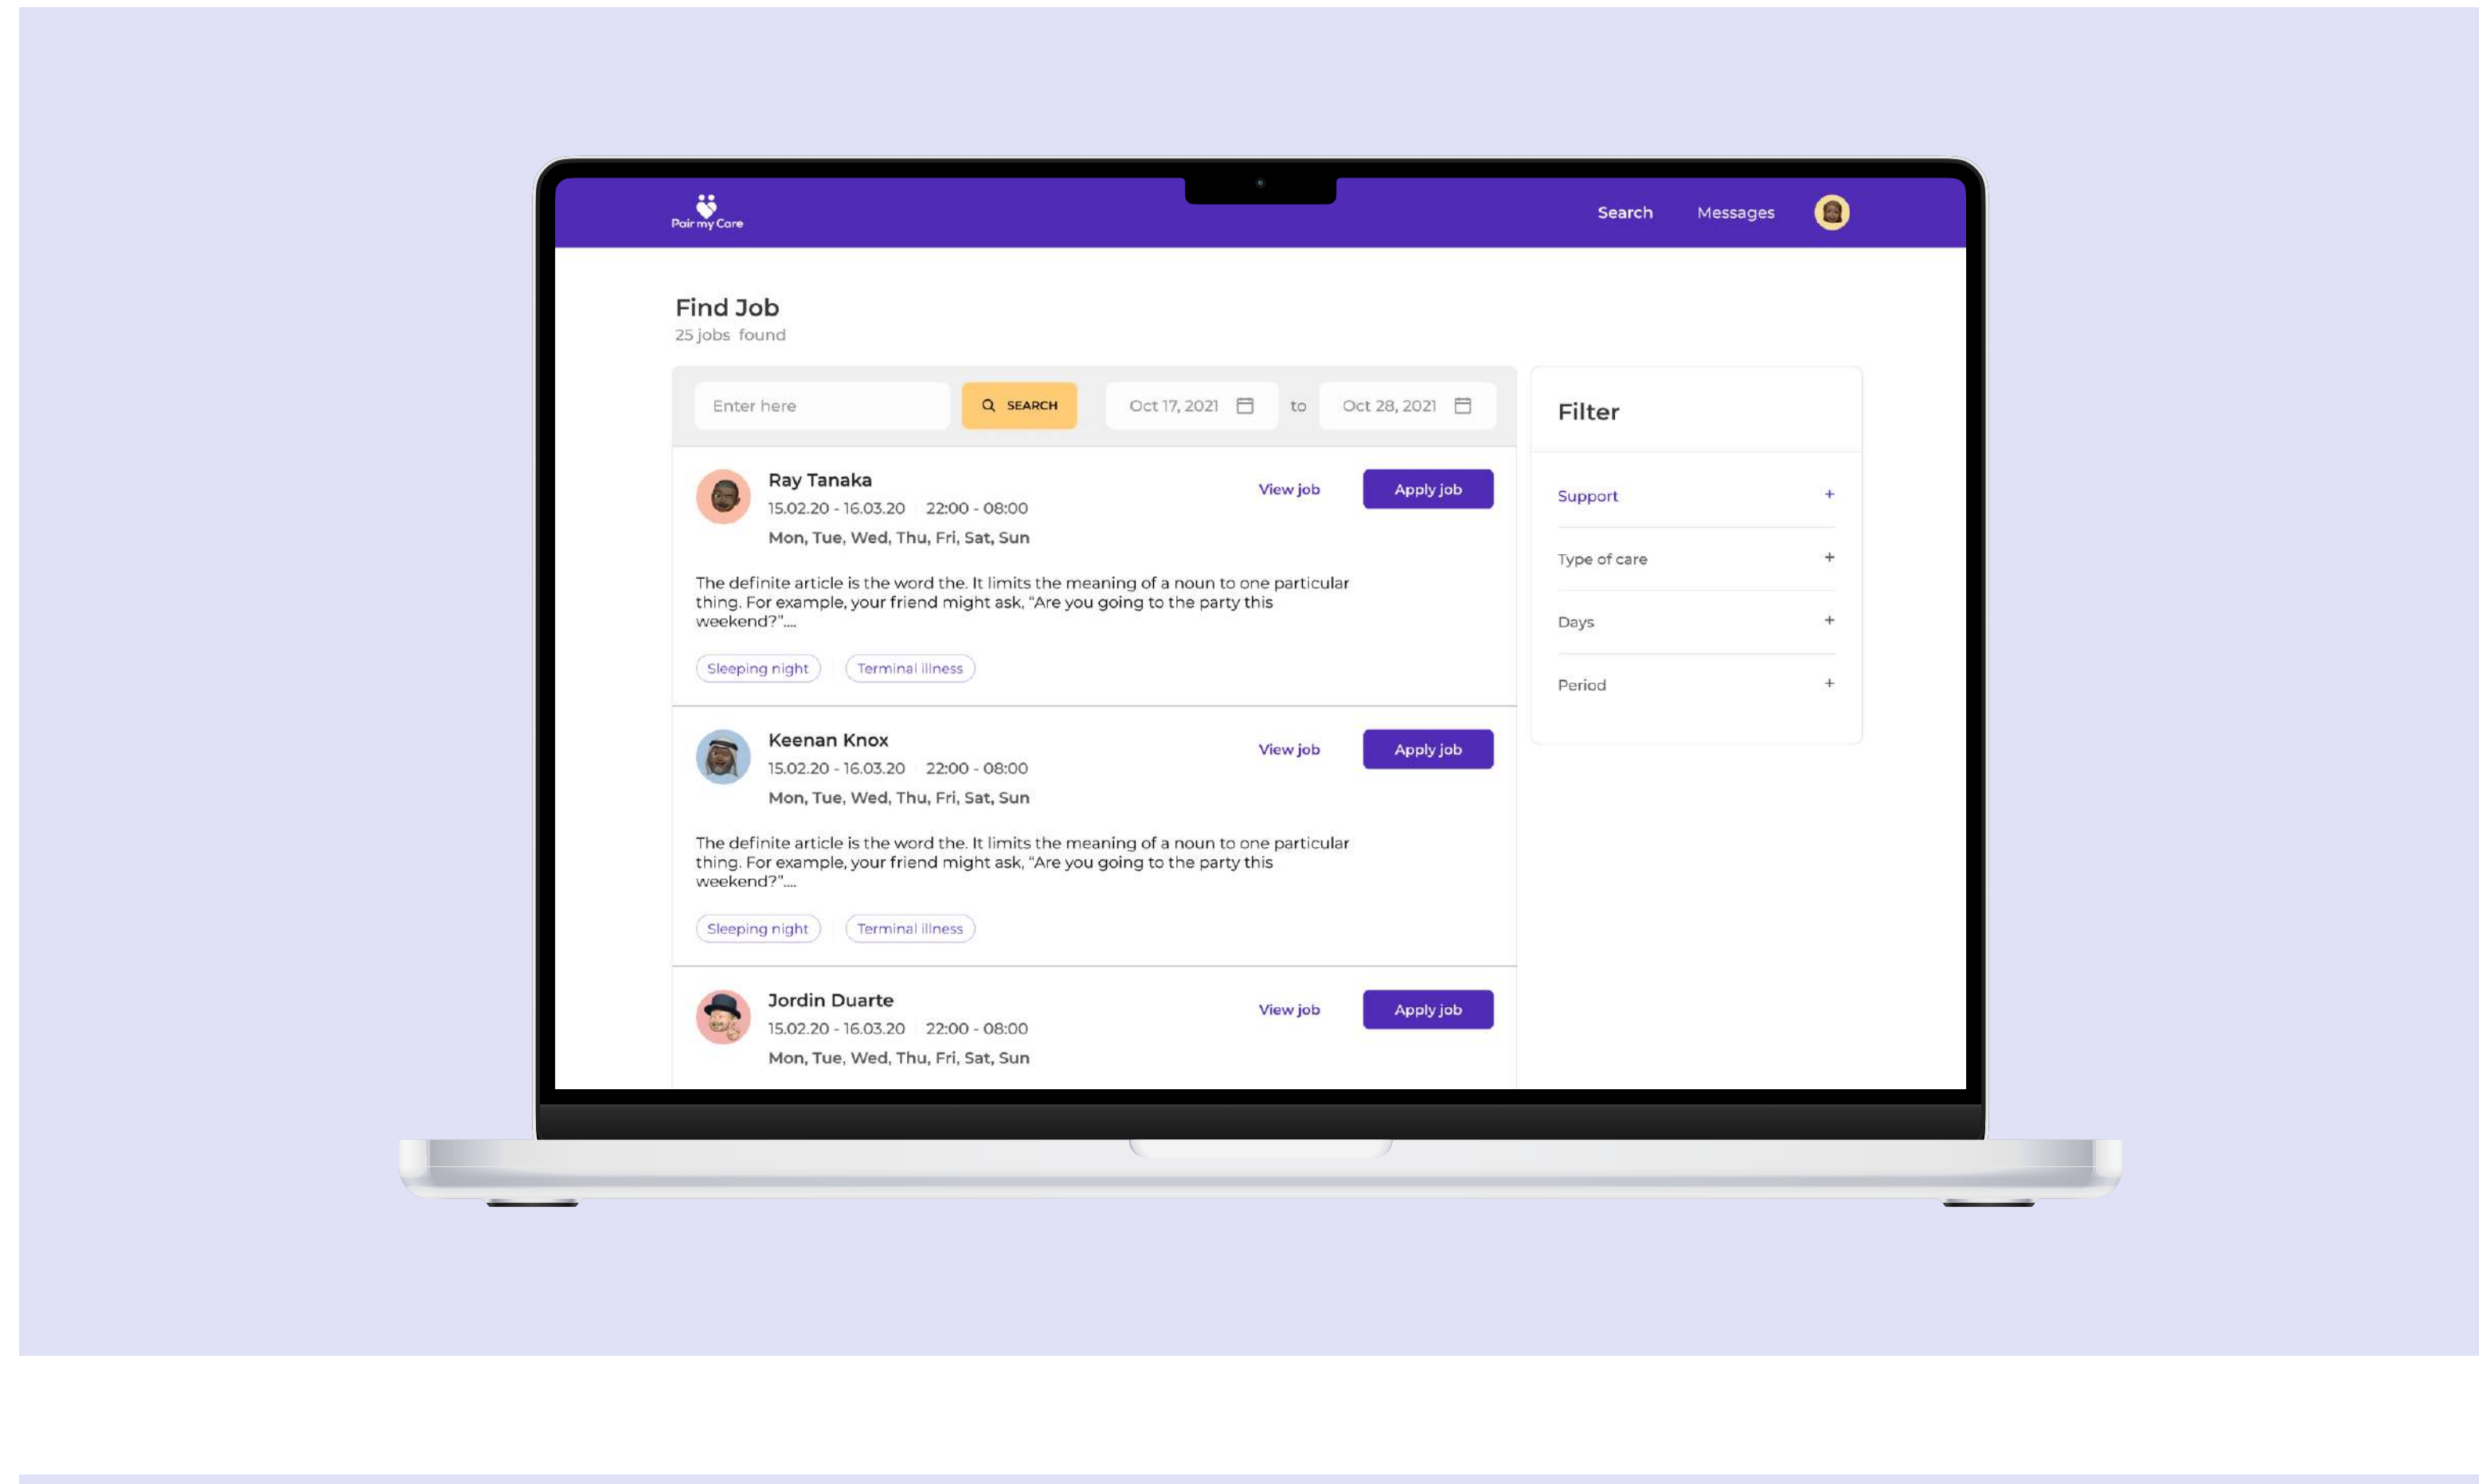 Pair my Care
Search Messages
Find Job
25 jobs found
Enter here SEARCH Oct 17, 2021 to Oct 28, 2021
Filter
Ray Tanaka
15.02.20 - 16.03.20 22:00 - 08:00
Mon, Tue, Wed, Thu, Fri, Sat, Sun
View job Apply job
The definite article is the word the. It limits the meaning of a noun to one particular
thing. For example, your friend might ask, “Are you going to the party this
weekend?”....
Sleeping night Terminal illness
Support +
Type of care +
Days +
Period +
Keenan Knox
15.02.20 - 16.03.20 22:00 - 08:00
Mon, Tue, Wed, Thu, Fri, Sat, Sun
View job Apply job
The definite article is the word the. It limits the meaning of a noun to one particular
thing. For example, your friend might ask, “Are you going to the party this
weekend?”....
Sleeping night Terminal illness
Jordin Duarte
15.02.20 - 16.03.20 22:00 - 08:00
Mon, Tue, Wed, Thu, Fri, Sat, Sun
View job Apply job